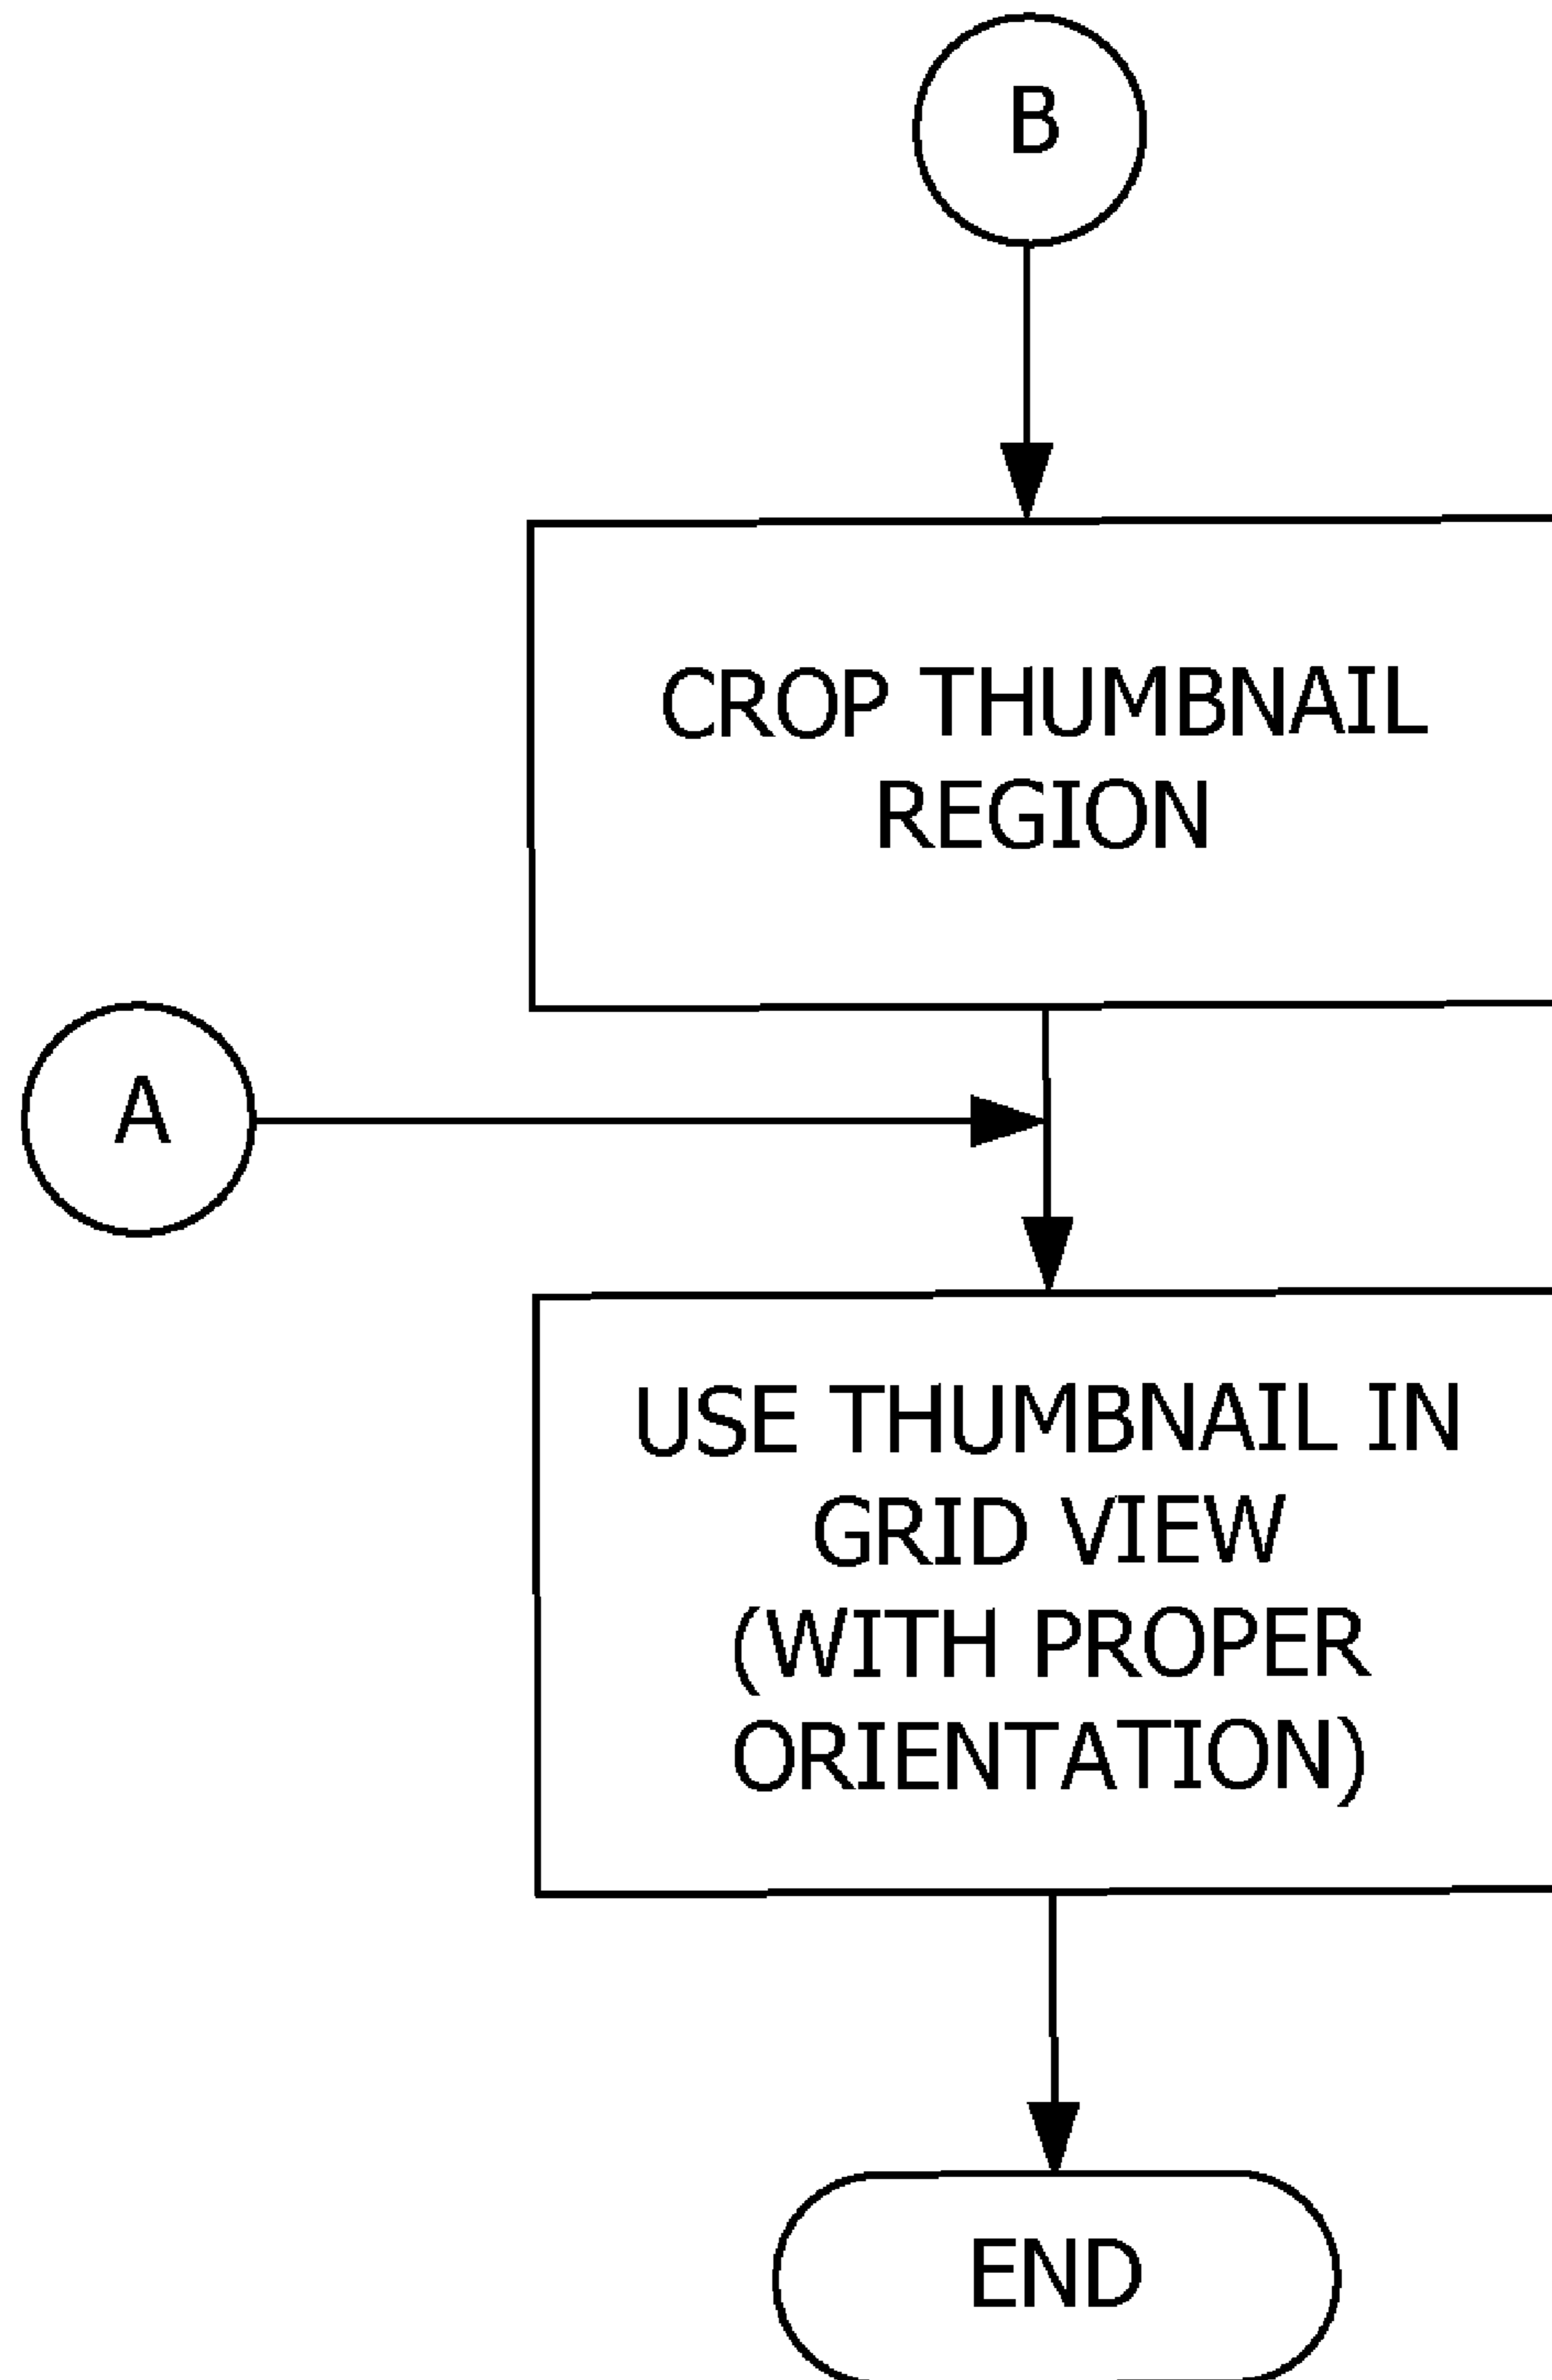 B
CROP THUMBNAIL
REGION
A
USE THUMBNAIL IN
GRID VIEW
(WITH PROPER
ORIENTATION)
END